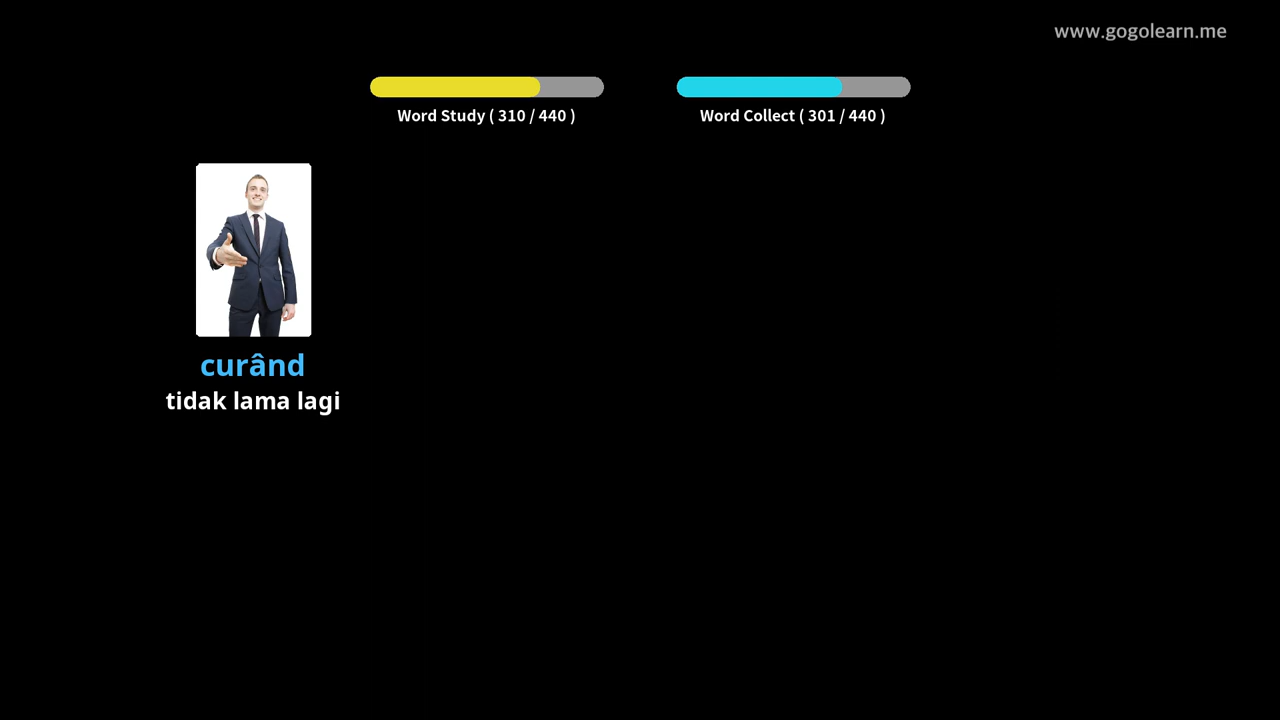 www.gogolearn.me
Word Study ( 310 / 440 )
Word Collect ( 301 / 440 )
curând
tidak lama lagi